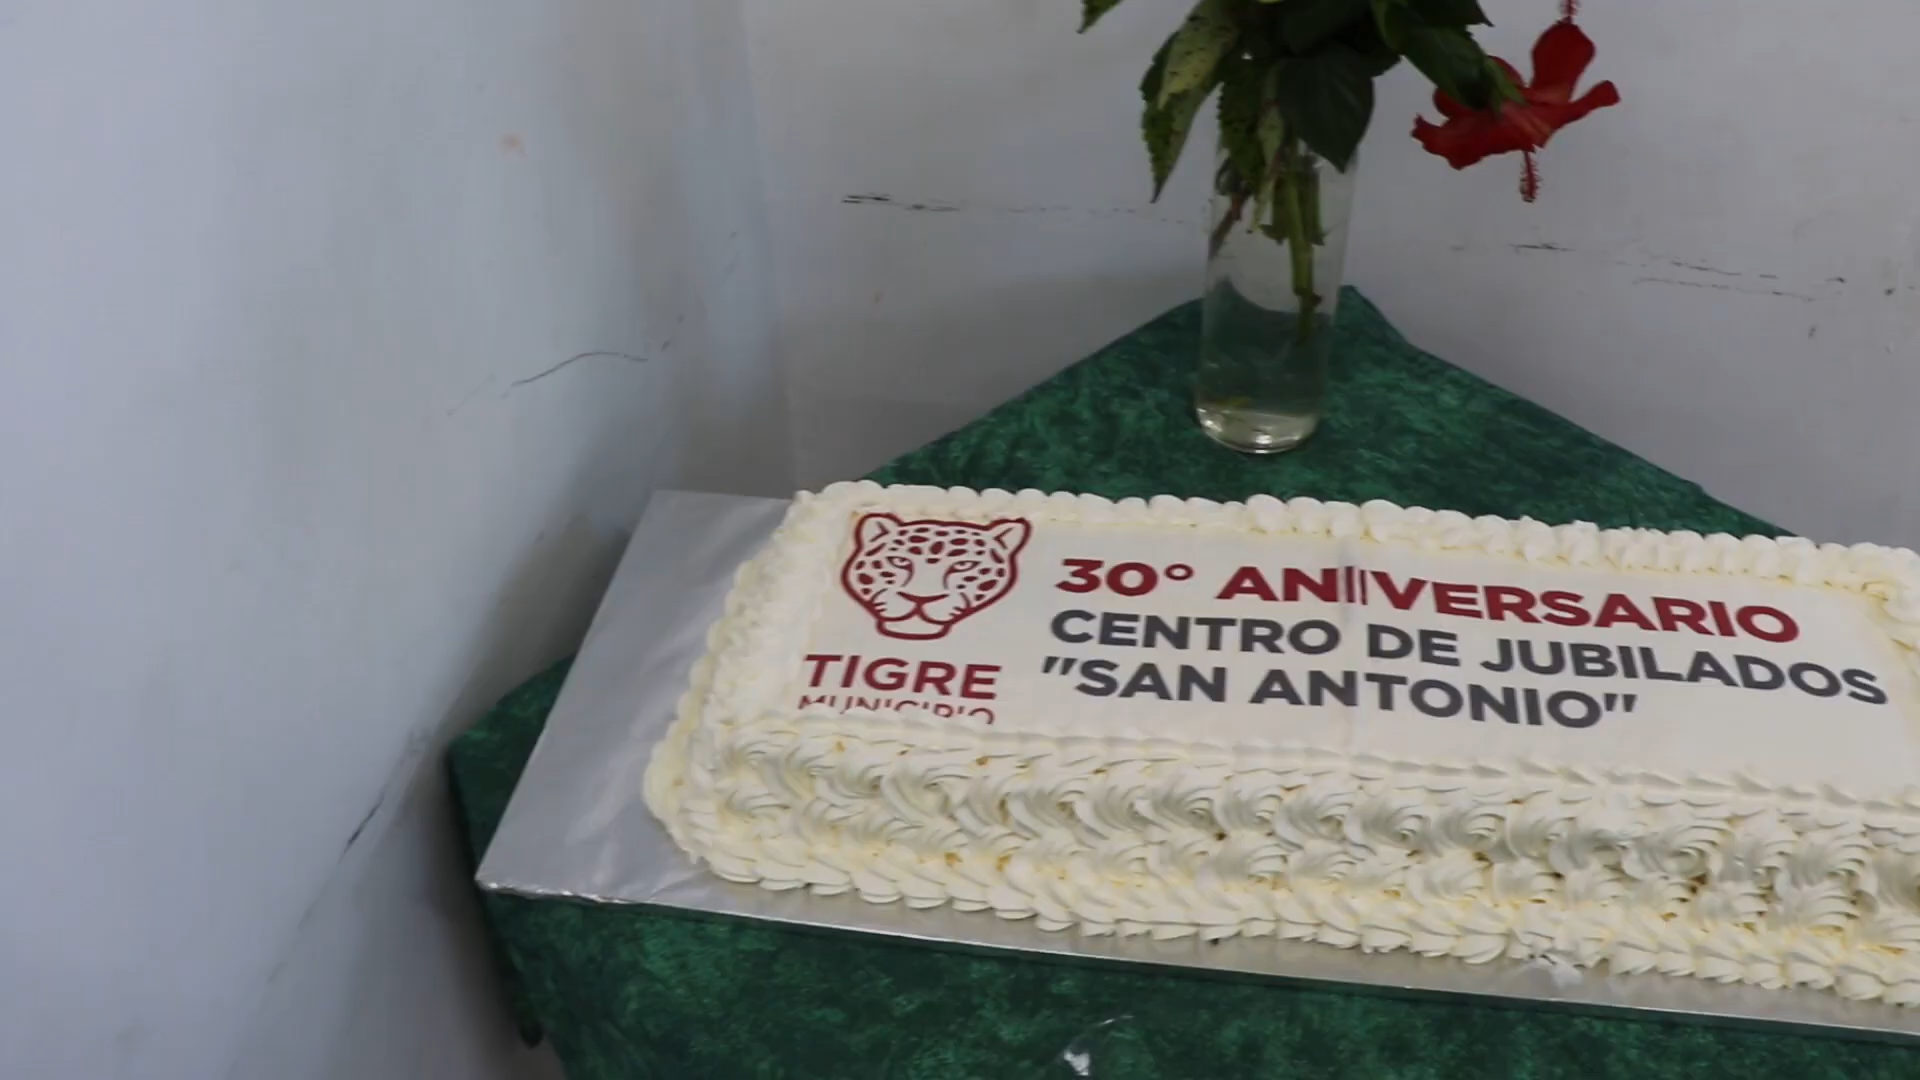 30° ANIVERSARIO
CENTRO DE JUBILADOS
"SAN ANTONIO"
TIGRE
MUNICIPIO